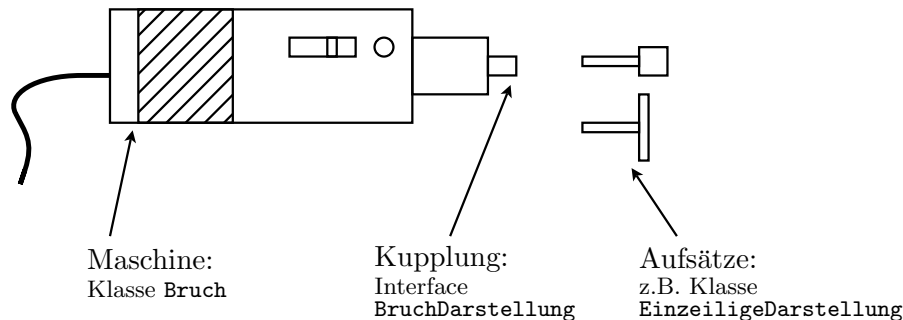 Maschine:
Klasse Bruch
Kupplung:
Interface
BruchDarstellung
Aufsätze:
z.B. Klasse
EinzeiligeDarstellung